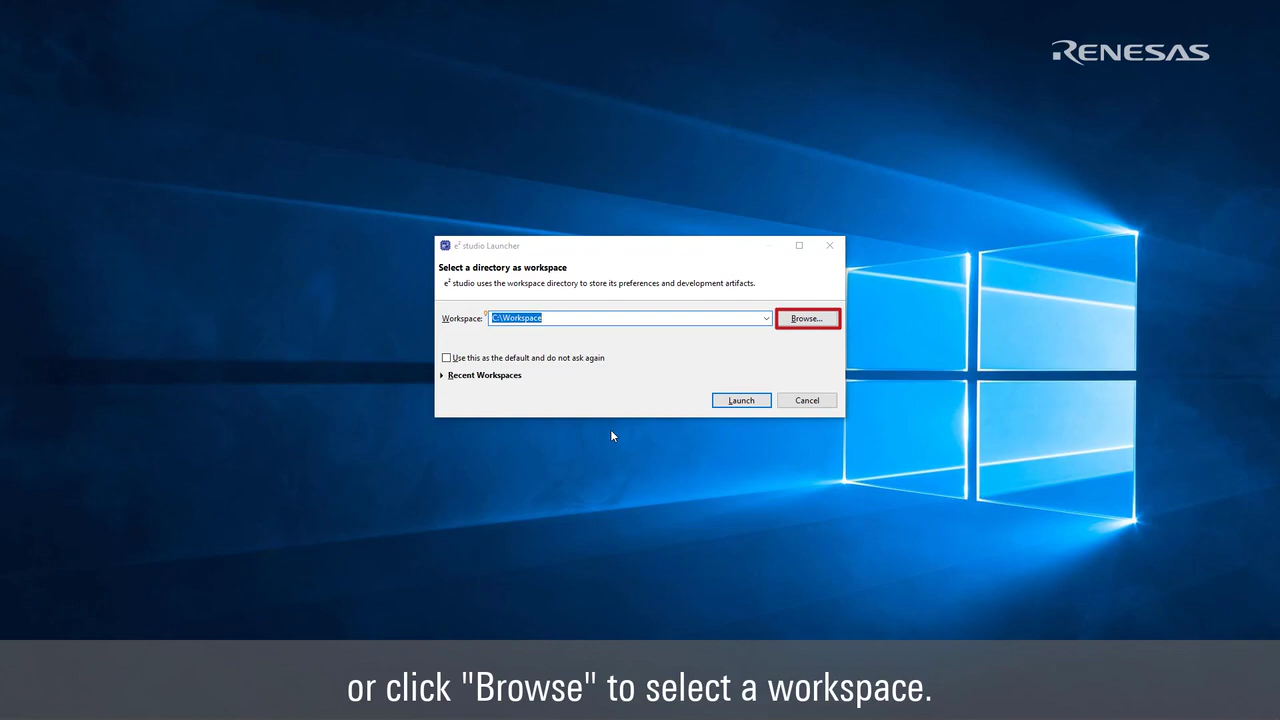 RENESAS
e² studio Launcher
Select a directory as workspace
e² studio uses the workspace directory to store its preferences and development artifacts.
Workspace: C:\Workspace Browse...
Use this as the default and do not ask again
Recent Workspaces
Launch Cancel
or click "Browse" to select a workspace.